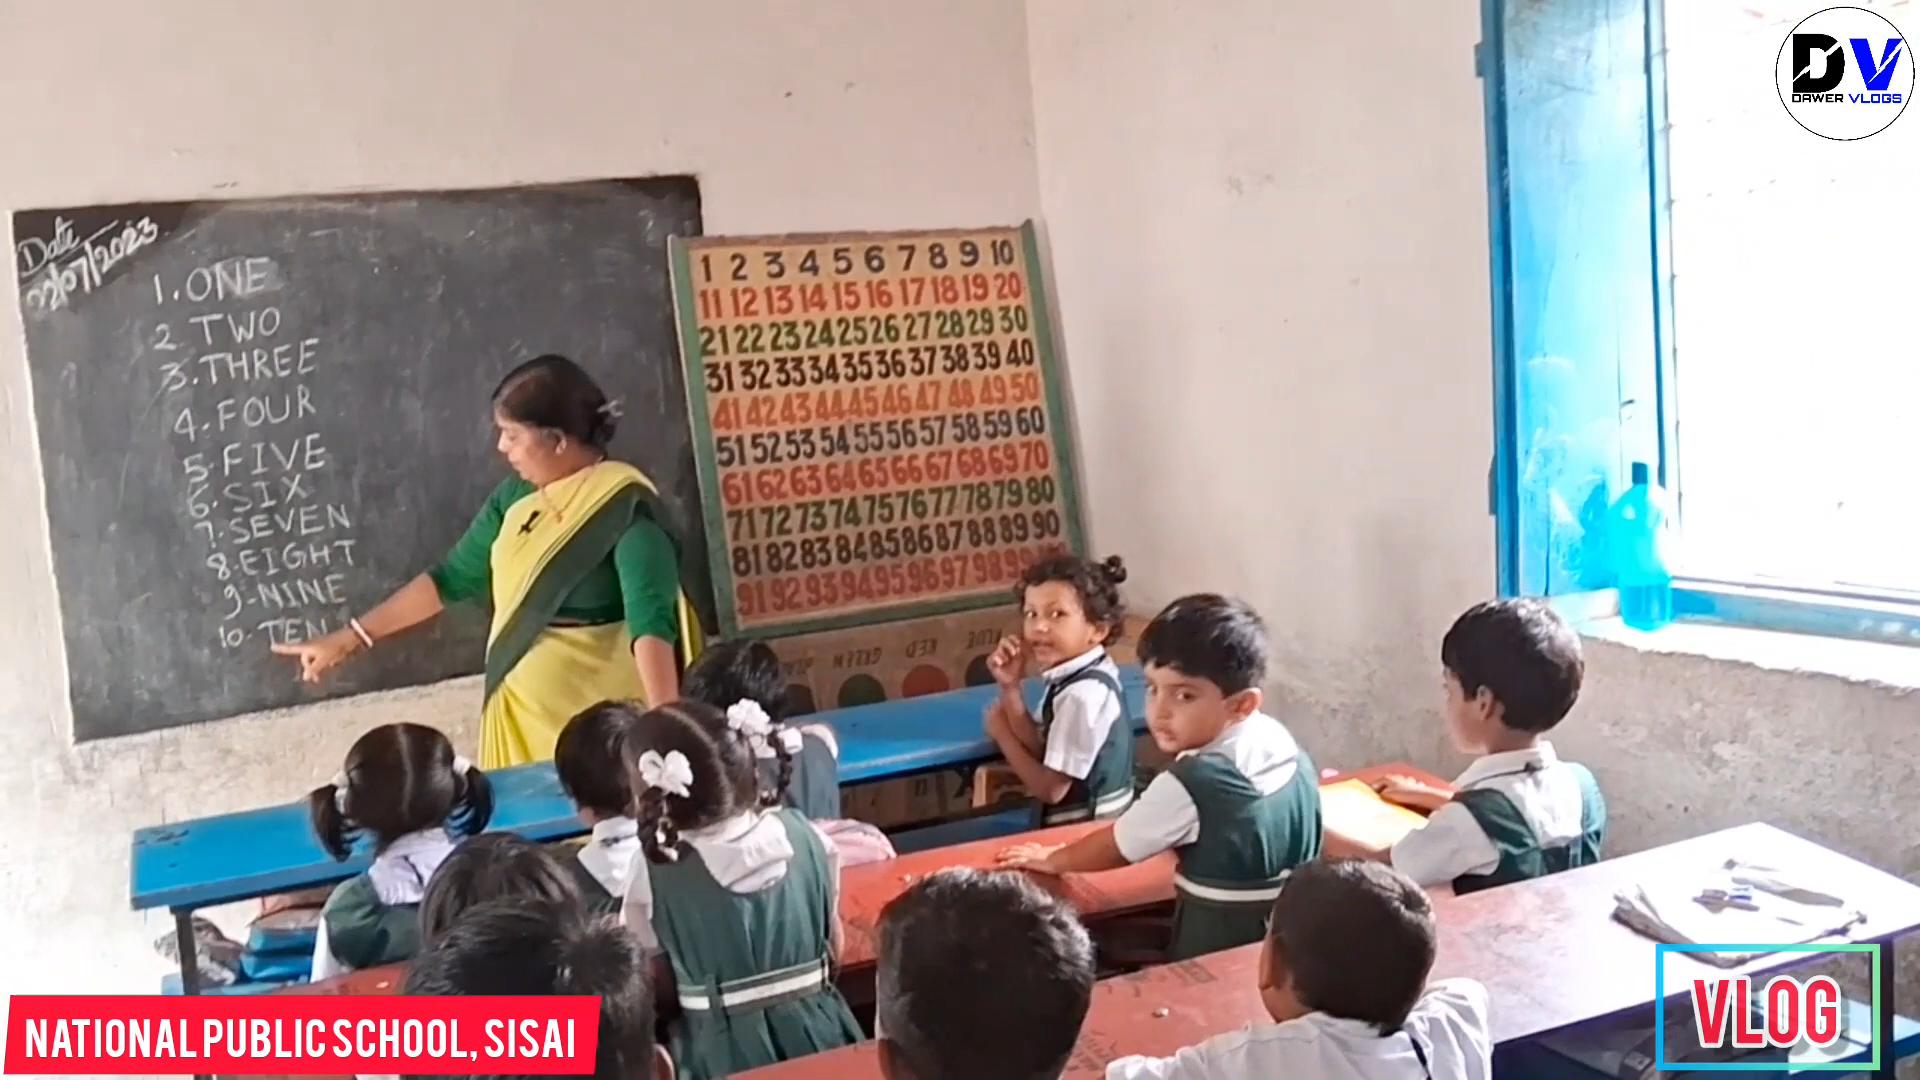 DV
DAWER VLOGS
Date
1. ONE
2. TWO
3. THREE
4. FOUR
5. FIVE
6. SIX
7. SEVEN
8. EIGHT
9. NINE
10. TEN
1 2 3 4 5 6 7 8 9 10
11 12 13 14 15 16 17 18 19 20
21 22 23 24 25 26 27 28 29 30
31 32 33 34 35 36 37 38 39 40
41 42 43 44 45 46 47 48 49 50
51 52 53 54 55 56 57 58 59 60
61 62 63 64 65 66 67 68 69 70
71 72 73 74 75 76 77 78 79 80
81 82 83 84 85 86 87 88 89 90
91 92 93 94 95 96 97 98 99
GREEN RED BLUE
NATIONAL PUBLIC SCHOOL, SISAI
VLOG